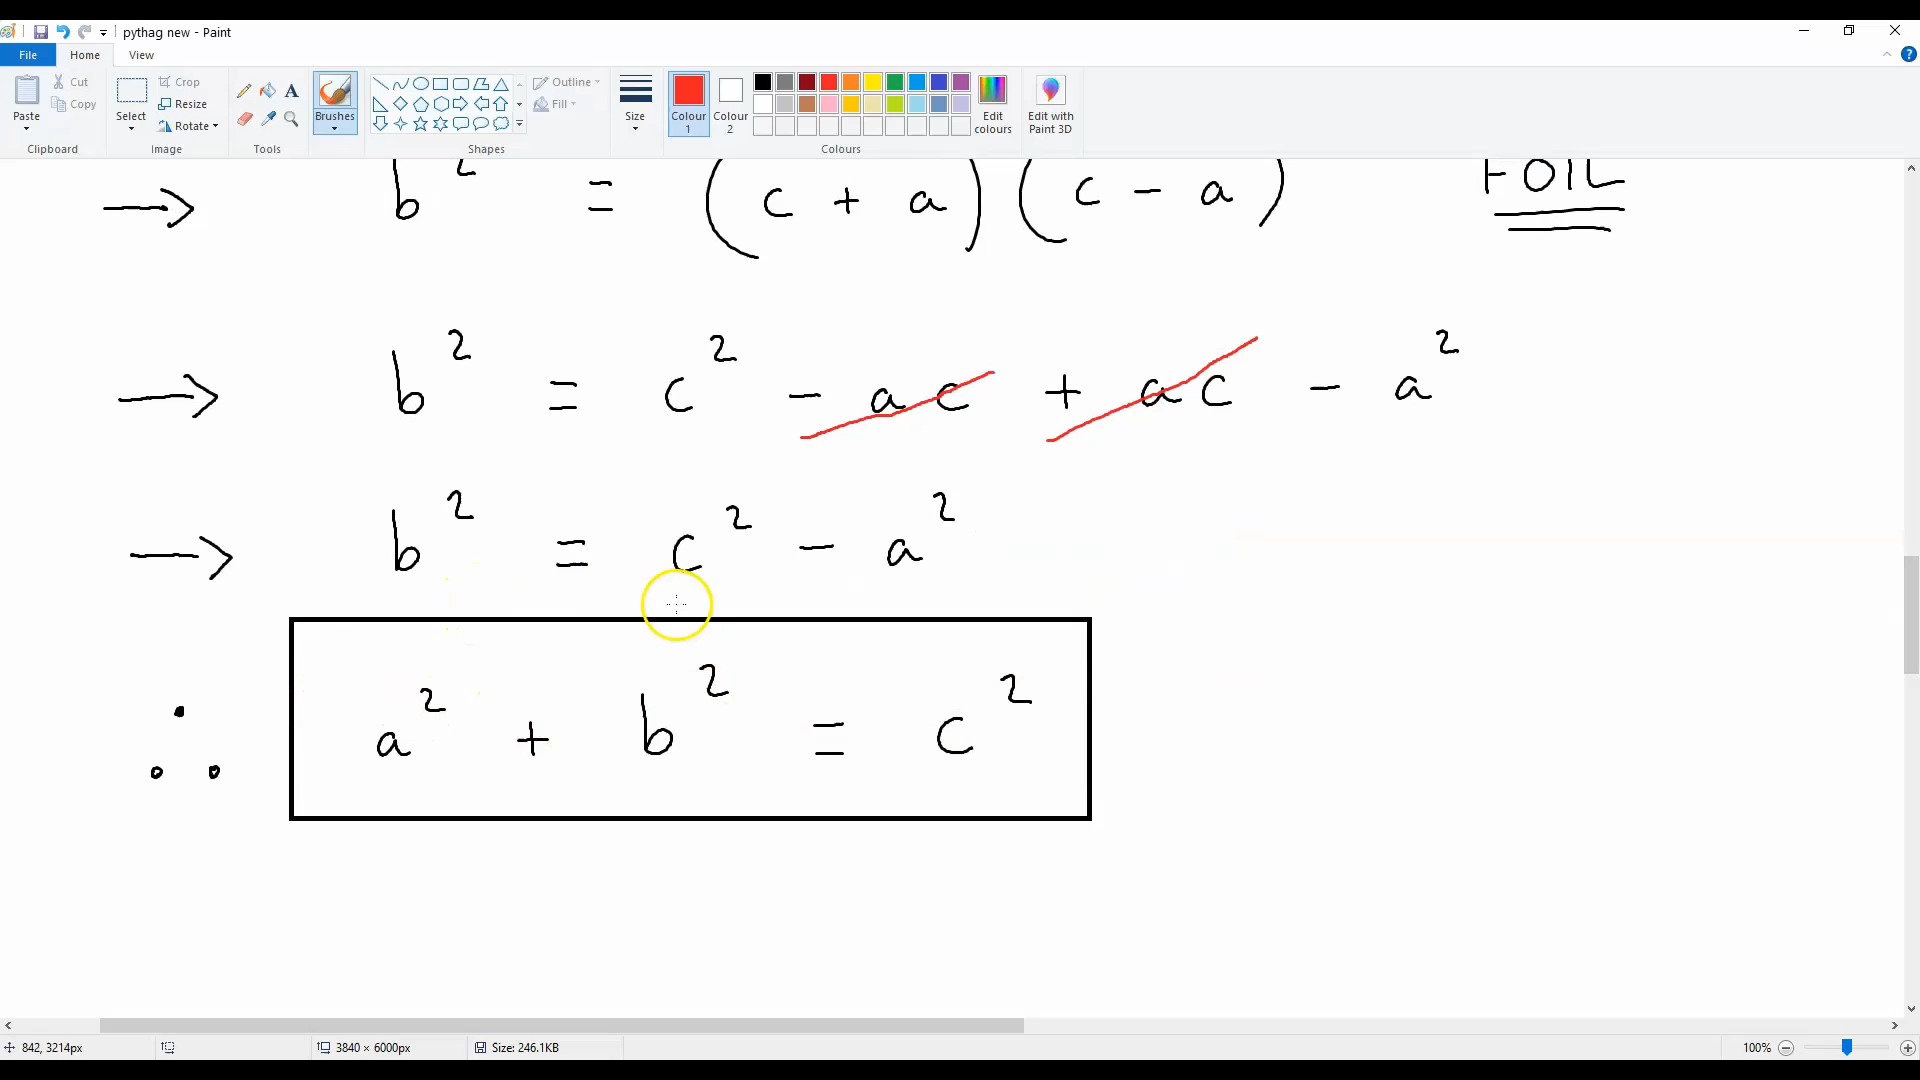 pythag new - Paint
File Home View
Paste
Cut
Copy
Clipboard
Select
Crop
Resize
Rotate
Image
Tools
Brushes
Shapes
Outline
Fill
Size
Colour 1
Colour 2
Edit colours
Edit with Paint 3D
Colours
→ b² = (c + a)(c - a) FOIL
→ b² = c² - ac + ac - a²
→ b² = c² - a²
∴ a² + b² = c²
842, 3214px 3840 × 6000px Size: 246.1KB 100%